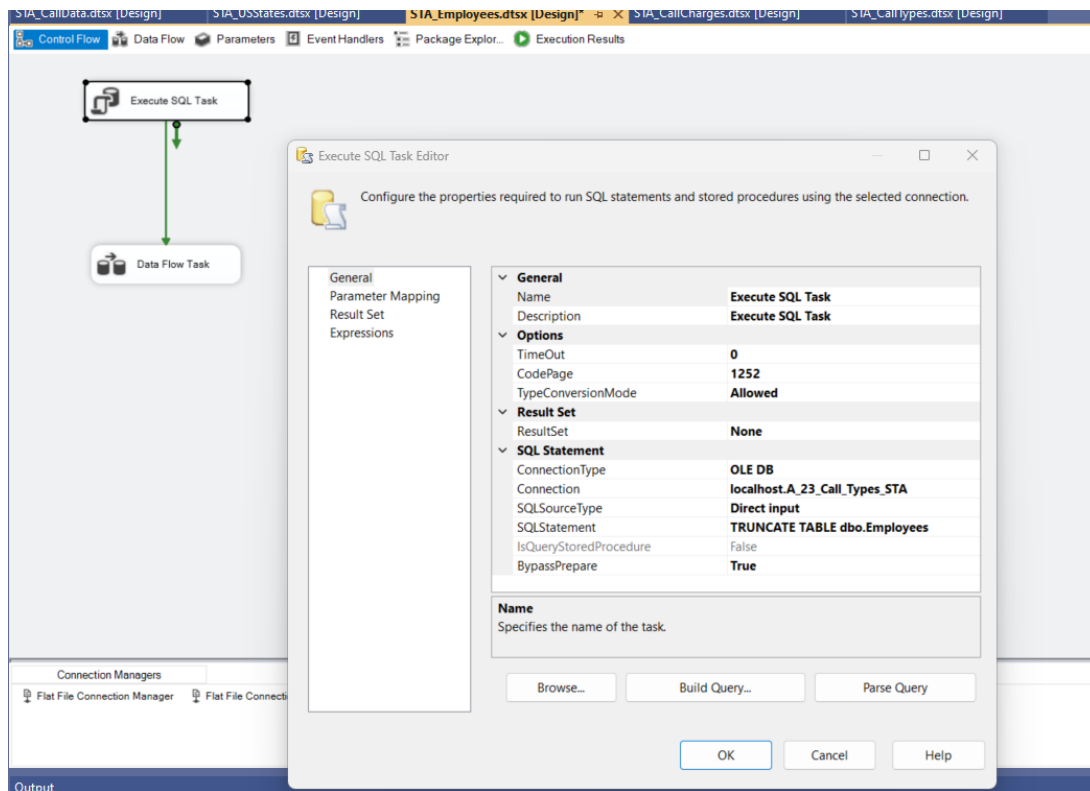 STA_CallData.dtsx [Design] STA_USStates.dtsx [Design] STA_Employees.dtsx [Design]* STA_CallCharges.dtsx [Design] STA_CallTypes.dtsx [Design]
Control Flow Data Flow Parameters Event Handlers Package Explor... Execution Results
Execute SQL Task
Data Flow Task
Execute SQL Task Editor
Configure the properties required to run SQL statements and stored procedures using the selected connection.
General
Parameter Mapping
Result Set
Expressions
General
Name Execute SQL Task
Description Execute SQL Task
Options
TimeOut 0
CodePage 1252
TypeConversionMode Allowed
Result Set
ResultSet None
SQL Statement
ConnectionType OLE DB
Connection localhost.A_23_Call_Types_STA
SQLSourceType Direct input
SQLStatement TRUNCATE TABLE dbo.Employees
IsQueryStoredProcedure False
BypassPrepare True
Name
Specifies the name of the task.
Browse... Build Query... Parse Query
OK Cancel Help
Connection Managers
Flat File Connection Manager Flat File Connecti
Output